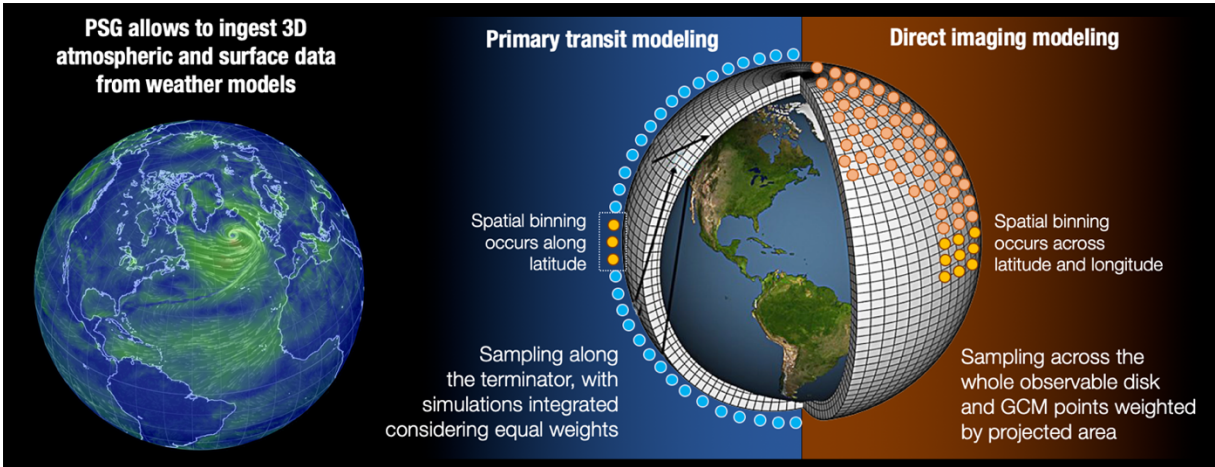 PSG allows to ingest 3D
atmospheric and surface data
from weather models
Primary transit modeling
Direct imaging modeling
Spatial binning
occurs along
latitude
Spatial binning
occurs across
latitude and longitude
Sampling along
the terminator, with
simulations integrated
considering equal weights
Sampling across the
whole observable disk
and GCM points weighted
by projected area